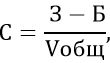 С = (З − Б) / Vобщ,